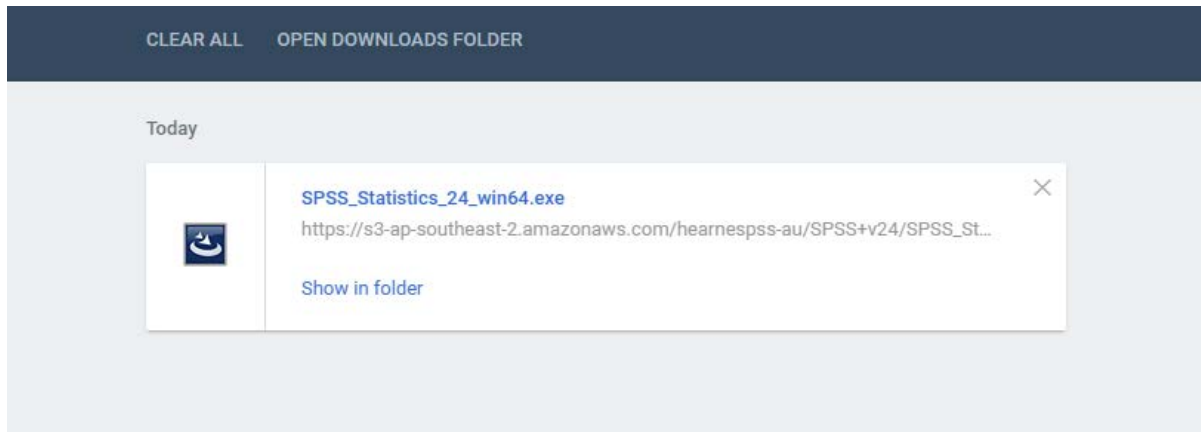 CLEAR ALL OPEN DOWNLOADS FOLDER
Today
SPSS_Statistics_24_win64.exe
https://s3-ap-southeast-2.amazonaws.com/hearnespss-au/SPSS+v24/SPSS_St...
Show in folder